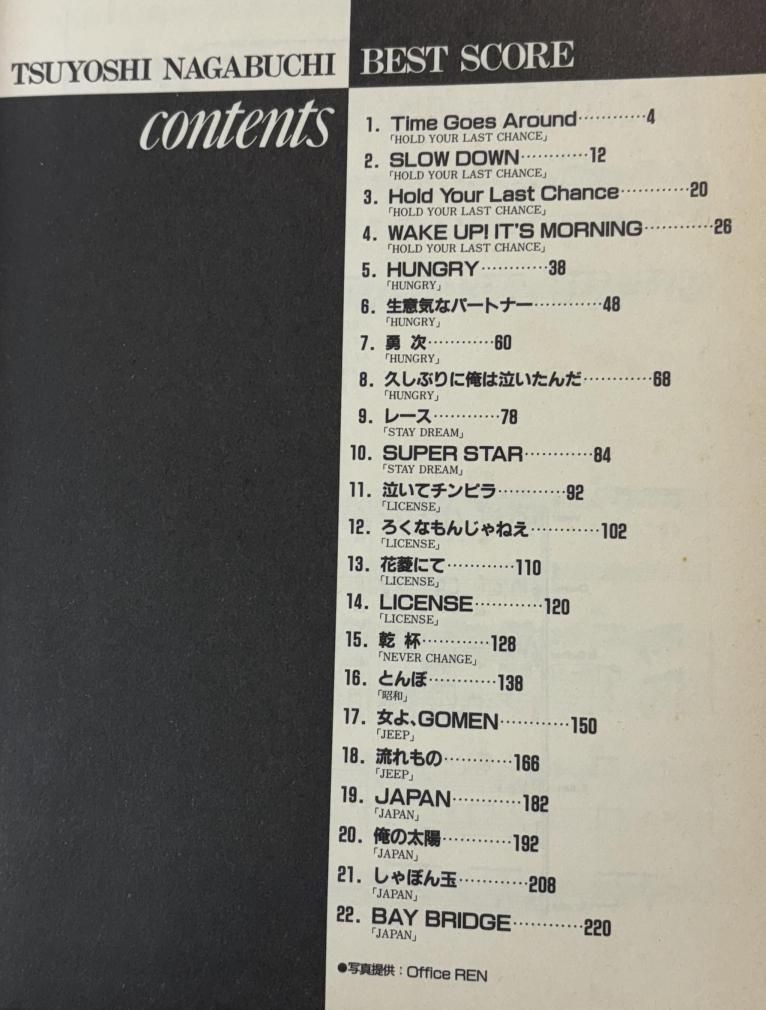 TSUYOSHI NAGABUCHI BEST SCORE
contents
1. Time Goes Around…………4
「HOLD YOUR LAST CHANCE」
2. SLOW DOWN…………12
「HOLD YOUR LAST CHANCE」
3. Hold Your Last Chance…………20
「HOLD YOUR LAST CHANCE」
4. WAKE UP! IT'S MORNING…………26
「HOLD YOUR LAST CHANCE」
5. HUNGRY…………38
「HUNGRY」
6. 生意気なパートナー…………48
「HUNGRY」
7. 勇 次…………60
「HUNGRY」
8. 久しぶりに俺は泣いたんだ…………68
「HUNGRY」
9. レース…………78
「STAY DREAM」
10. SUPER STAR…………84
「STAY DREAM」
11. 泣いてチンピラ…………92
「LICENSE」
12. ろくなもんじゃねえ…………102
「LICENSE」
13. 花菱にて…………110
「LICENSE」
14. LICENSE…………120
「LICENSE」
15. 乾 杯…………128
「NEVER CHANGE」
16. とんぼ…………138
「昭和」
17. 女よ、GOMEN…………150
「JEEP」
18. 流れもの…………166
「JEEP」
19. JAPAN…………182
「JAPAN」
20. 俺の太陽…………192
「JAPAN」
21. しゃぼん玉…………208
「JAPAN」
22. BAY BRIDGE…………220
「JAPAN」
●写真提供：Office REN